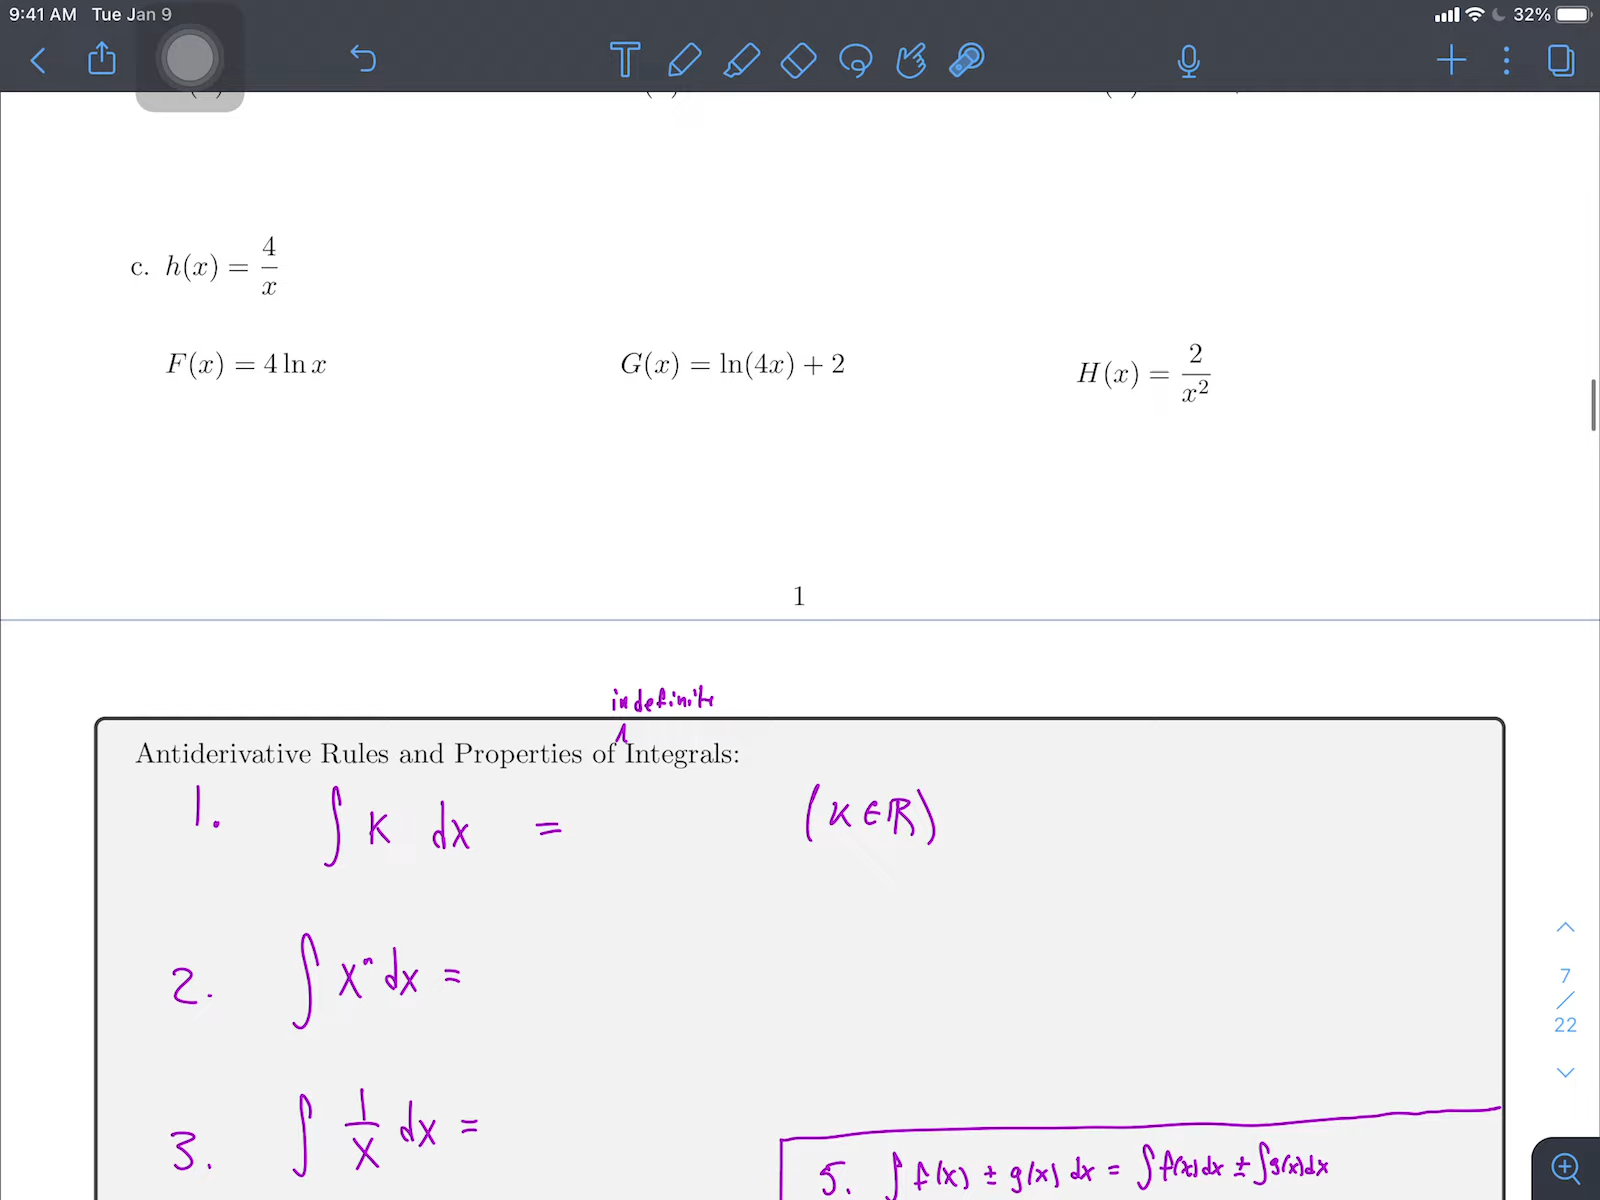 9:41 AM Tue Jan 9
32%
c. h(x) = 4/x
F(x) = 4 ln x
G(x) = ln(4x) + 2
H(x) = 2/x²
1
indefinite
Antiderivative Rules and Properties of Integrals:
1. ∫ K dx = (K ∈ ℝ)
2. ∫ xⁿ dx =
3. ∫ 1/x dx =
5. ∫ f(x) ± g(x) dx = ∫f(x)dx ± ∫g(x)dx
7
/
22